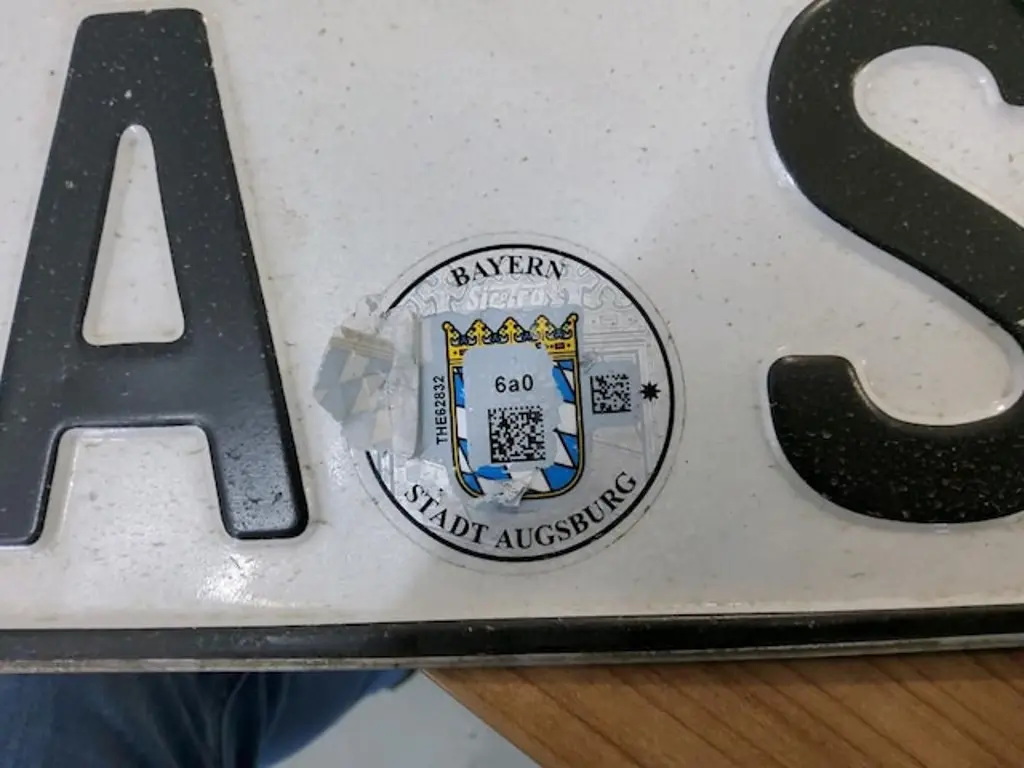 A S
BAYERN
6a0
THE62832
STADT AUGSBURG